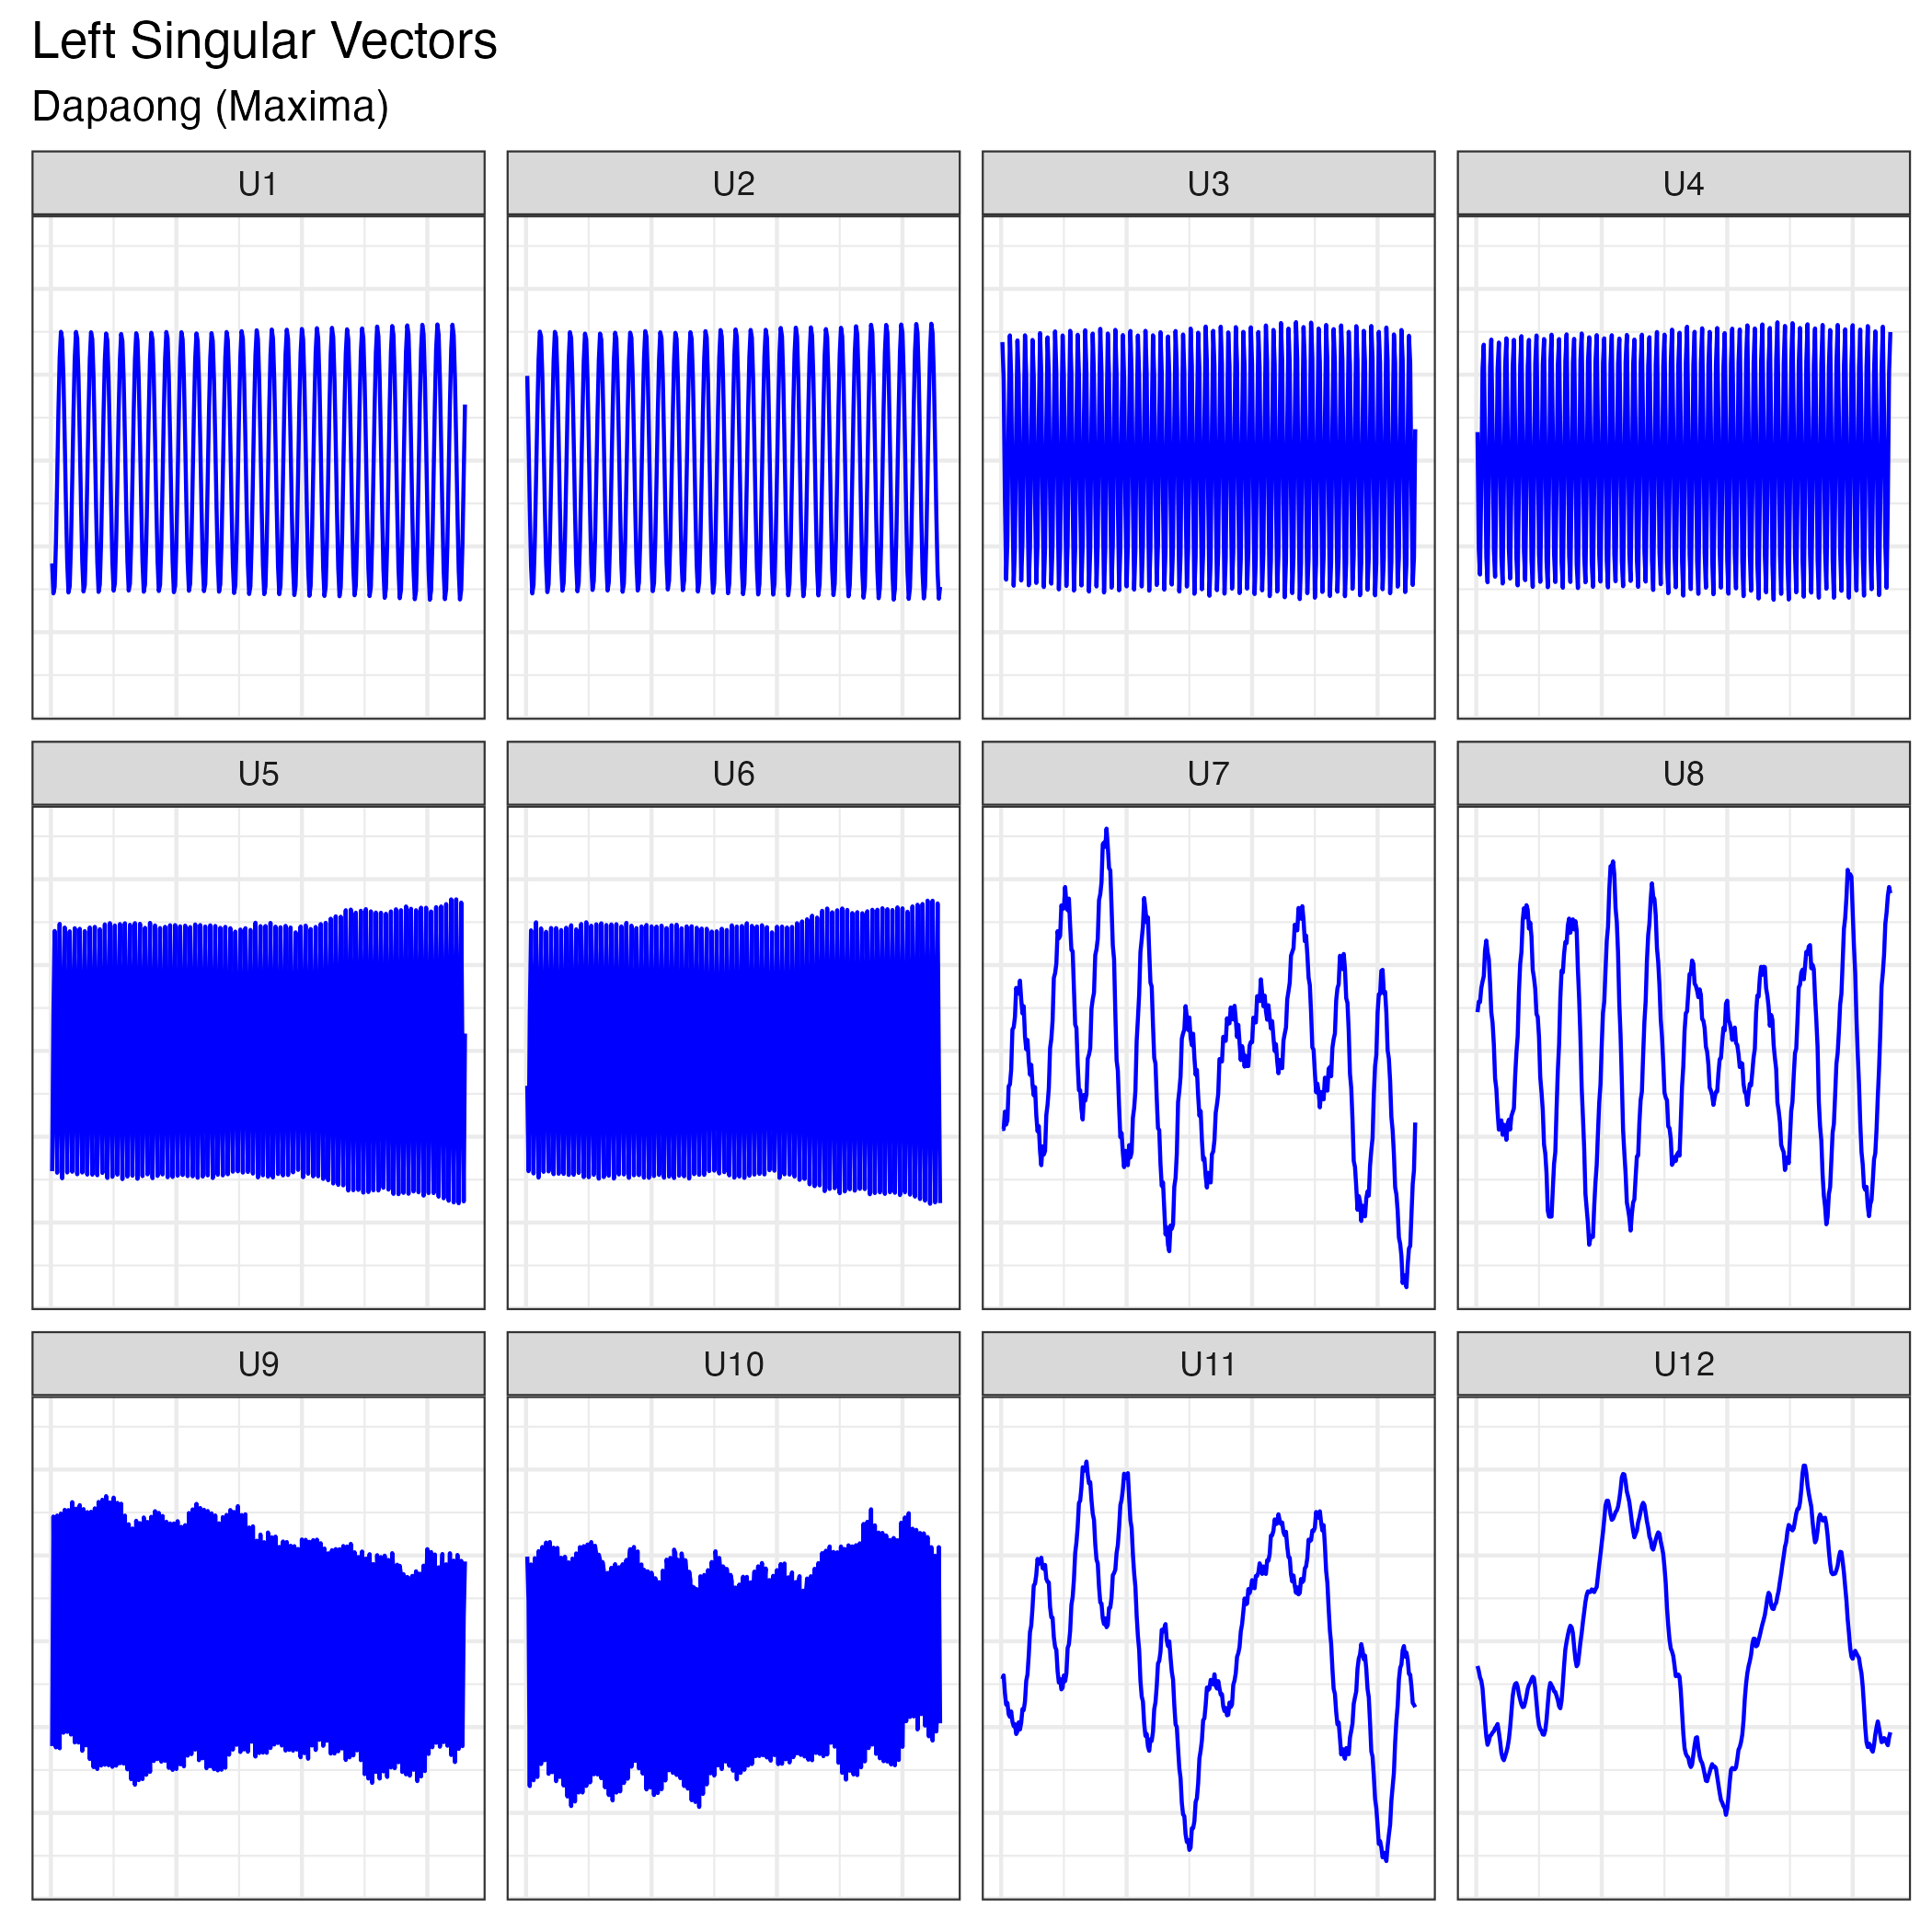 Left Singular Vectors
Dapaong (Maxima)
U1 U2 U3 U4
U5 U6 U7 U8
U9 U10 U11 U12